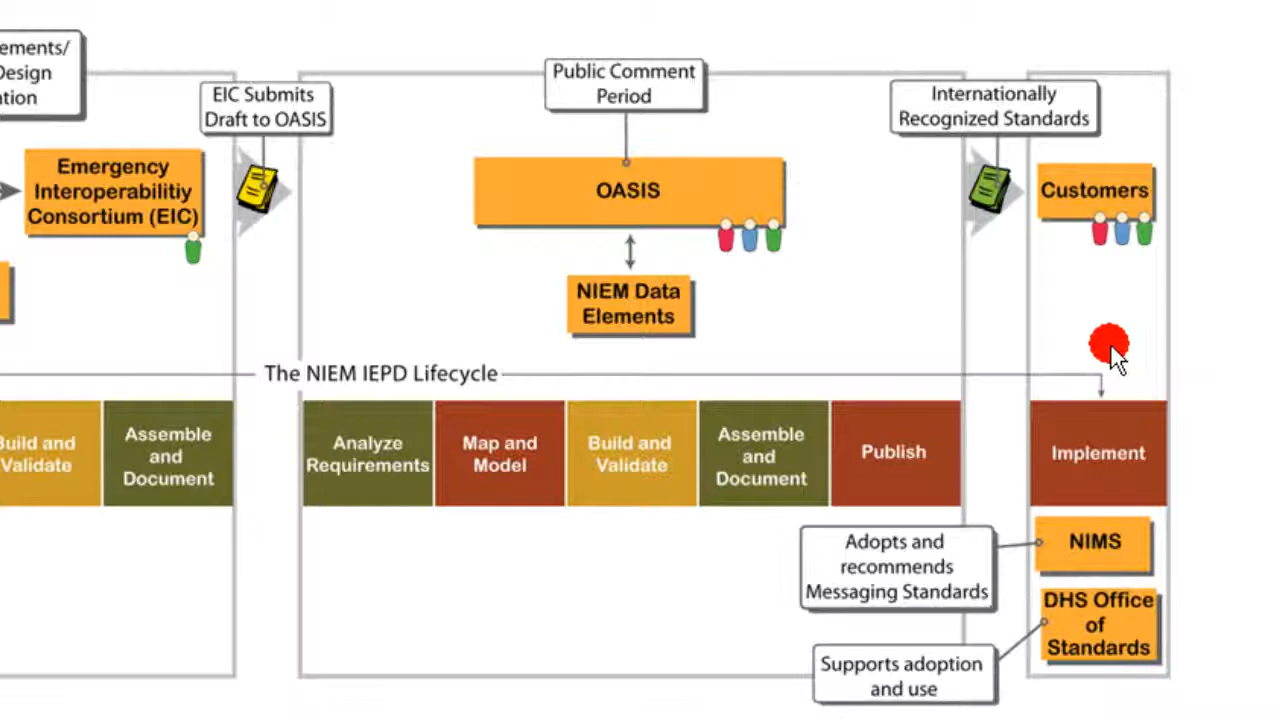 ements/
Design
ation
EIC Submits
Draft to OASIS
Public Comment
Period
Internationally
Recognized Standards
Emergency
Interoperabilitiy
Consortium (EIC)
OASIS
Customers
NIEM Data
Elements
The NIEM IEPD Lifecycle
Build and
Validate
Assemble
and
Document
Analyze
Requirements
Map and
Model
Build and
Validate
Assemble
and
Document
Publish
Implement
Adopts and
recommends
Messaging Standards
NIMS
DHS Office
of
Standards
Supports adoption
and use